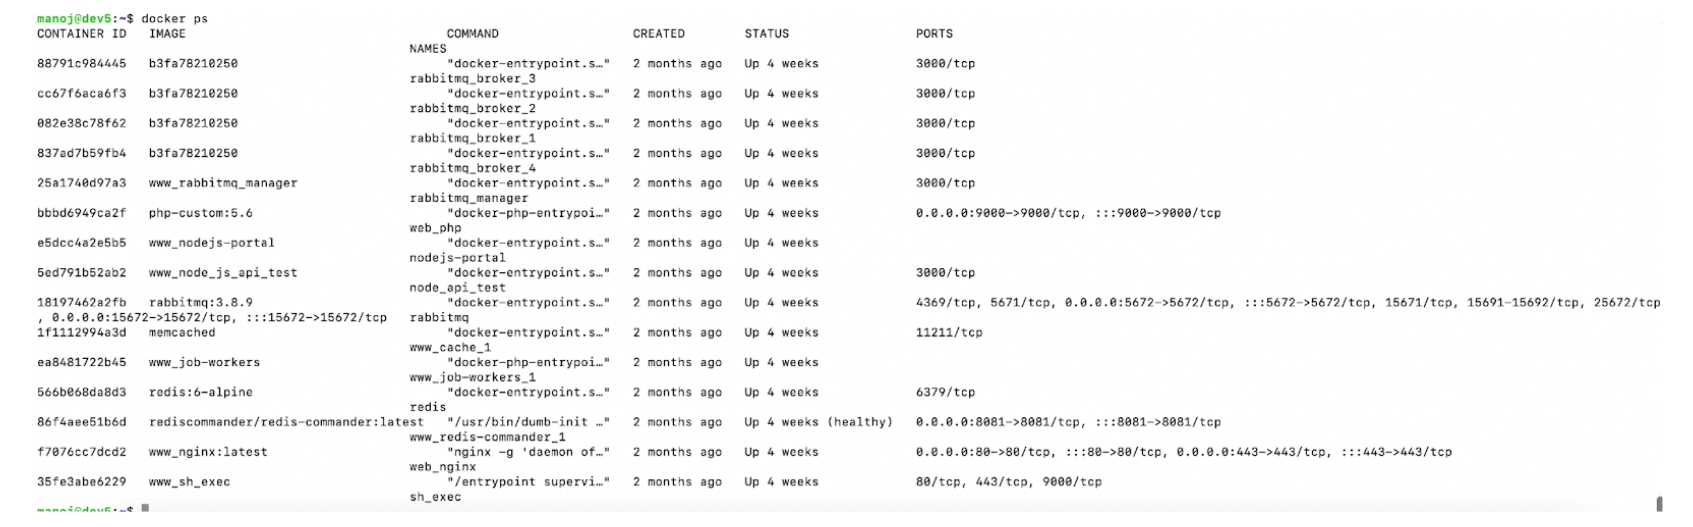 manoj@dev5:~$ docker ps
CONTAINER ID   IMAGE                                   COMMAND                  CREATED        STATUS                  PORTS
NAMES
88791c984445   b3fa78210250   "docker-entrypoint.s…"   2 months ago   Up 4 weeks   3000/tcp
rabbitmq_broker_3
cc67f6aca6f3   b3fa78210250   "docker-entrypoint.s…"   2 months ago   Up 4 weeks   3000/tcp
rabbitmq_broker_2
082e38c78f62   b3fa78210250   "docker-entrypoint.s…"   2 months ago   Up 4 weeks   3000/tcp
rabbitmq_broker_1
837ad7b59fb4   b3fa78210250   "docker-entrypoint.s…"   2 months ago   Up 4 weeks   3000/tcp
rabbitmq_broker_4
25a1740d97a3   www_rabbitmq_manager   "docker-entrypoint.s…"   2 months ago   Up 4 weeks   3000/tcp
rabbitmq_manager
bbbd6949ca2f   php-custom:5.6   "docker-php-entrypoi…"   2 months ago   Up 4 weeks   0.0.0.0:9000->9000/tcp, :::9000->9000/tcp
web_php
e5dcc4a2e5b5   www_nodejs-portal   "docker-entrypoint.s…"   2 months ago   Up 4 weeks
nodejs-portal
5ed791b52ab2   www_node_js_api_test   "docker-entrypoint.s…"   2 months ago   Up 4 weeks   3000/tcp
node_api_test
18197462a2fb   rabbitmq:3.8.9   "docker-entrypoint.s…"   2 months ago   Up 4 weeks   4369/tcp, 5671/tcp, 0.0.0.0:5672->5672/tcp, :::5672->5672/tcp, 15671/tcp, 15691-15692/tcp, 25672/tcp
, 0.0.0.0:15672->15672/tcp, :::15672->15672/tcp   rabbitmq
1f1112994a3d   memcached   "docker-entrypoint.s…"   2 months ago   Up 4 weeks   11211/tcp
www_cache_1
ea8481722b45   www_job-workers   "docker-php-entrypoi…"   2 months ago   Up 4 weeks
www_job-workers_1
566b068da8d3   redis:6-alpine   "docker-entrypoint.s…"   2 months ago   Up 4 weeks   6379/tcp
redis
86f4aee51b6d   rediscommander/redis-commander:latest   "/usr/bin/dumb-init …"   2 months ago   Up 4 weeks (healthy)   0.0.0.0:8081->8081/tcp, :::8081->8081/tcp
www_redis-commander_1
f7076cc7dcd2   www_nginx:latest   "nginx -g 'daemon of…"   2 months ago   Up 4 weeks   0.0.0.0:80->80/tcp, :::80->80/tcp, 0.0.0.0:443->443/tcp, :::443->443/tcp
web_nginx
35fe3abe6229   www_sh_exec   "/entrypoint supervi…"   2 months ago   Up 4 weeks   80/tcp, 443/tcp, 9000/tcp
sh_exec
manoj@dev5:~$